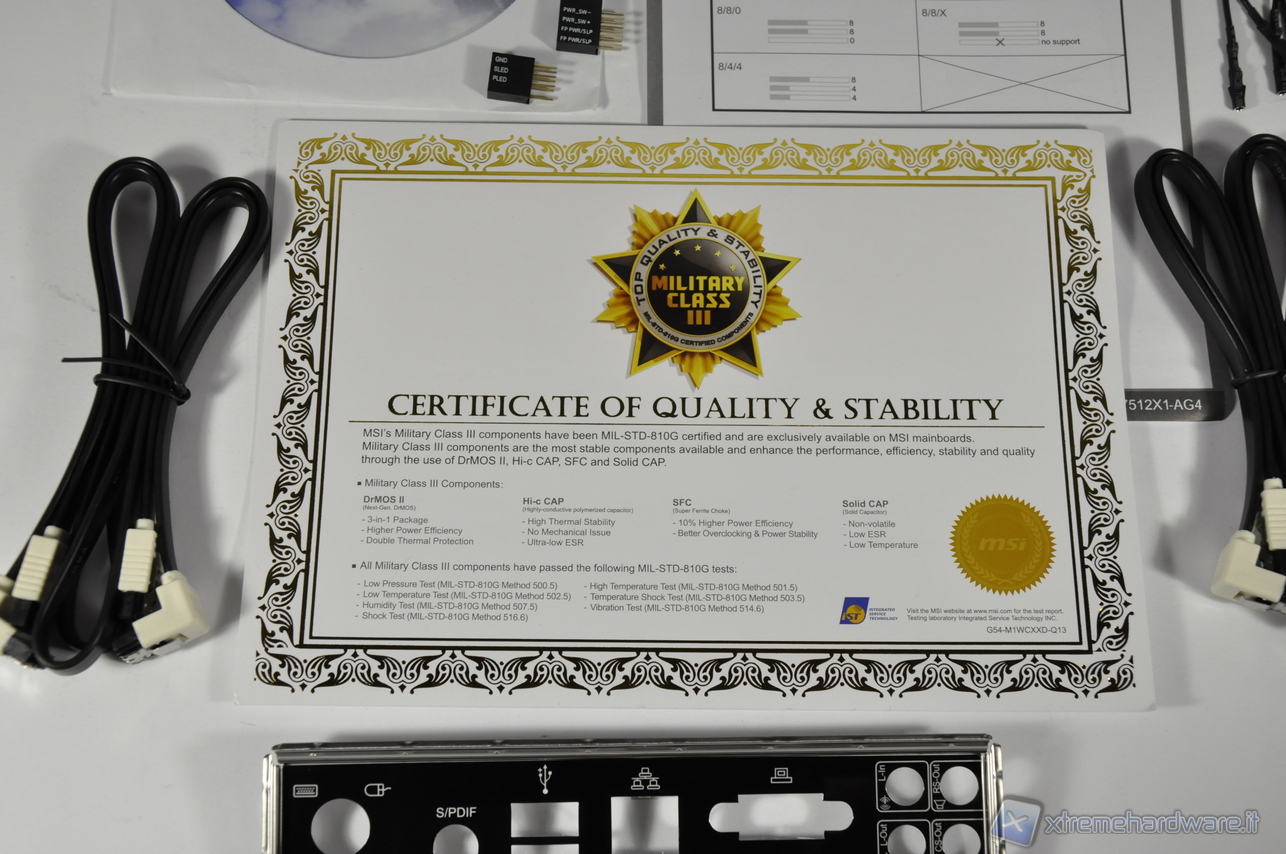 PWR_SW-
PWR_SW+
FP PWR/SLP
FP PWR/SLP
GND
SLED
PLED
8/8/0
8
8
0
8/8/X
8
8
no support
8/4/4
8
4
4
TOP QUALITY & STABILITY
MILITARY
CLASS
III
MIL-STD-810G CERTIFIED COMPONENTS
CERTIFICATE OF QUALITY & STABILITY
MSI's Military Class III components have been MIL-STD-810G certified and are exclusively available on MSI mainboards.
Military Class III components are the most stable components available and enhance the performance, efficiency, stability and quality
through the use of DrMOS II, Hi-c CAP, SFC and Solid CAP.
▪ Military Class III Components:
DrMOS II
(Next-Gen. DrMOS)
- 3-in-1 Package
- Higher Power Efficiency
- Double Thermal Protection
Hi-c CAP
(Highly-conductive polymerized capacitor)
- High Thermal Stability
- No Mechanical Issue
- Ultra-low ESR
SFC
(Super Ferrite Choke)
- 10% Higher Power Efficiency
- Better Overclocking & Power Stability
Solid CAP
(Solid Capacitor)
- Non-volatile
- Low ESR
- Low Temperature
msi
▪ All Military Class III components have passed the following MIL-STD-810G tests:
- Low Pressure Test (MIL-STD-810G Method 500.5)
- Low Temperature Test (MIL-STD-810G Method 502.5)
- Humidity Test (MIL-STD-810G Method 507.5)
- Shock Test (MIL-STD-810G Method 516.6)
- High Temperature Test (MIL-STD-810G Method 501.5)
- Temperature Shock Test (MIL-STD-810G Method 503.5)
- Vibration Test (MIL-STD-810G Method 514.6)
iST
INTEGRATED
SERVICE
TECHNOLOGY
Visit the MSI website at www.msi.com for the test report.
Testing laboratory Integrated Service Technology INC.
G54-M1WCXXD-Q13
7512X1-AG4
S/PDIF
L-In
RS-Out
L-Out
CS-Out
xtremehardware.it